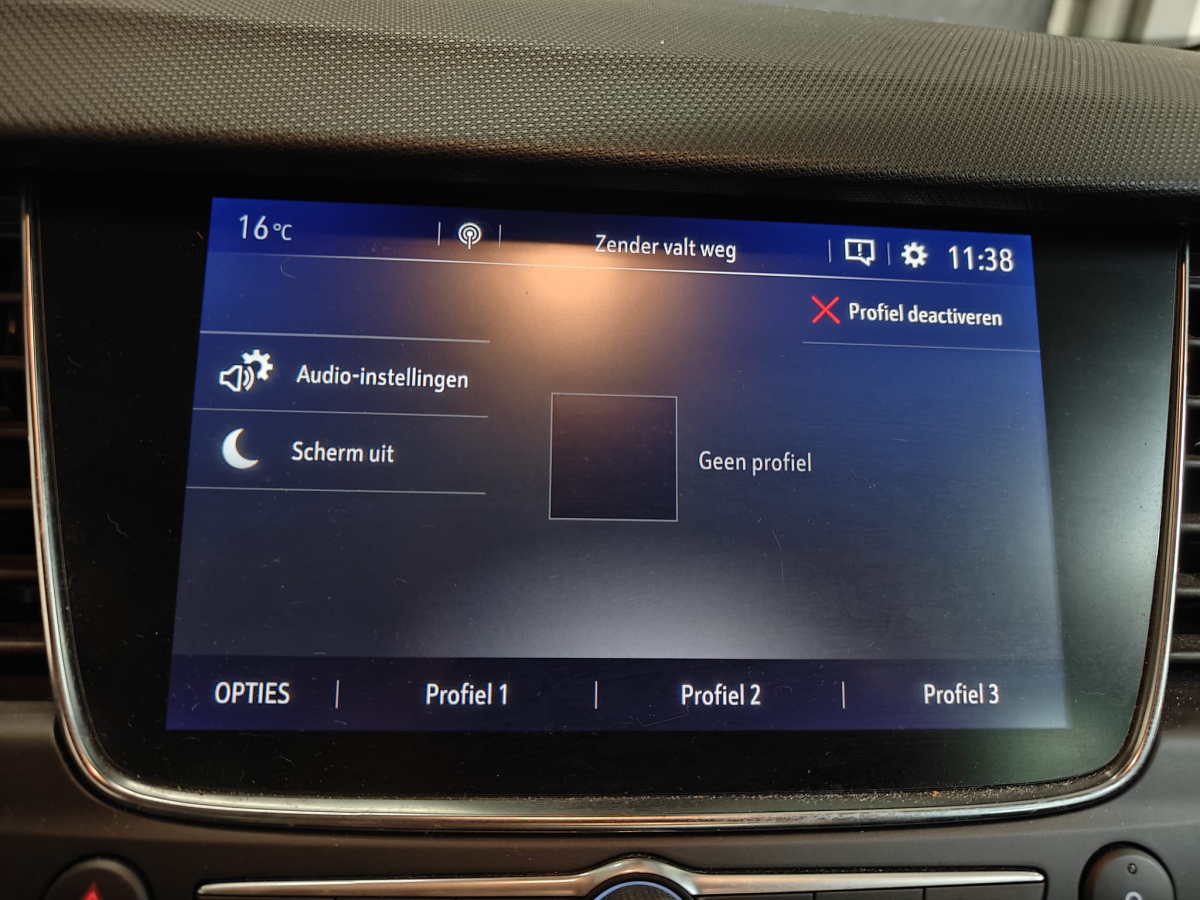 16°C
Zender valt weg
11:38
Profiel deactiveren
Audio-instellingen
Scherm uit
Geen profiel
OPTIES
Profiel 1
Profiel 2
Profiel 3